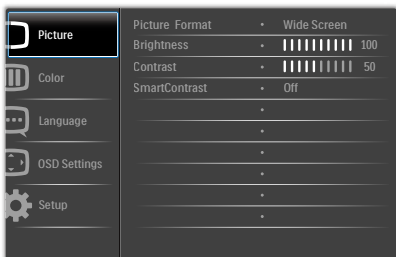 Picture
Color
Language
OSD Settings
Setup
Picture Format • Wide Screen
Brightness • 100
Contrast • 50
SmartContrast • Off
•
•
•
•
•
•